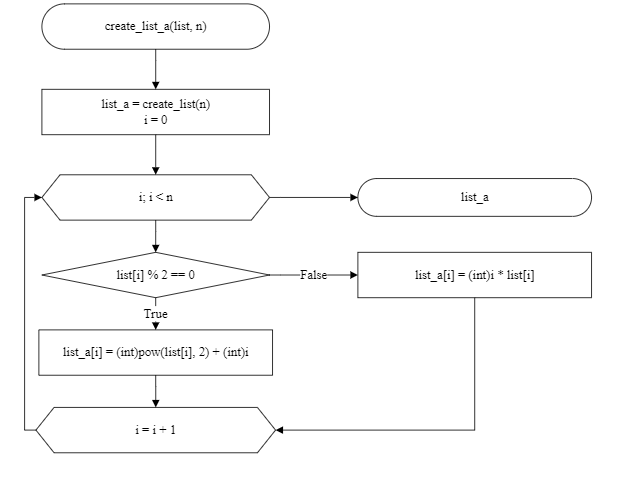 create_list_a(list, n)
list_a = create_list(n)
i = 0
i; i < n
list_a
list[i] % 2 == 0
False
list_a[i] = (int)i * list[i]
True
list_a[i] = (int)pow(list[i], 2) + (int)i
i = i + 1